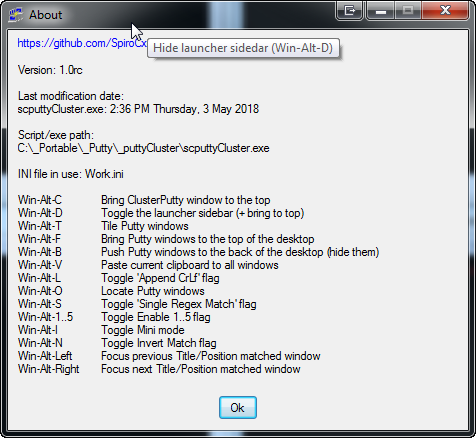 About
https://github.com/SpiroCx
Hide launcher sidedar (Win-Alt-D)
Version: 1.0rc
Last modification date:
scputtyCluster.exe: 2:36 PM Thursday, 3 May 2018
Script/exe path:
C:\_Portable\_Putty\_puttyCluster\scputtyCluster.exe
INI file in use: Work.ini
Win-Alt-C Bring ClusterPutty window to the top
Win-Alt-D Toggle the launcher sidebar (+ bring to top)
Win-Alt-T Tile Putty windows
Win-Alt-F Bring Putty windows to the top of the desktop
Win-Alt-B Push Putty windows to the back of the desktop (hide them)
Win-Alt-V Paste current clipboard to all windows
Win-Alt-L Toggle 'Append CrLf' flag
Win-Alt-O Locate Putty windows
Win-Alt-S Toggle 'Single Regex Match' flag
Win-Alt-1..5 Toggle Enable 1..5 flag
Win-Alt-I Toggle Mini mode
Win-Alt-N Toggle Invert Match flag
Win-Alt-Left Focus previous Title/Position matched window
Win-Alt-Right Focus next Title/Position matched window
Ok